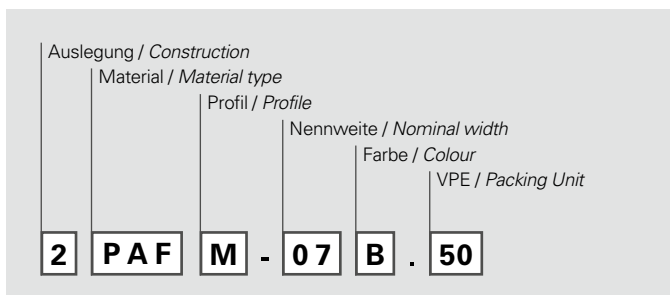 Auslegung / Construction
Material / Material type
Profil / Profile
Nennweite / Nominal width
Farbe / Colour
VPE / Packing Unit
2 PAF M - 07 B . 50